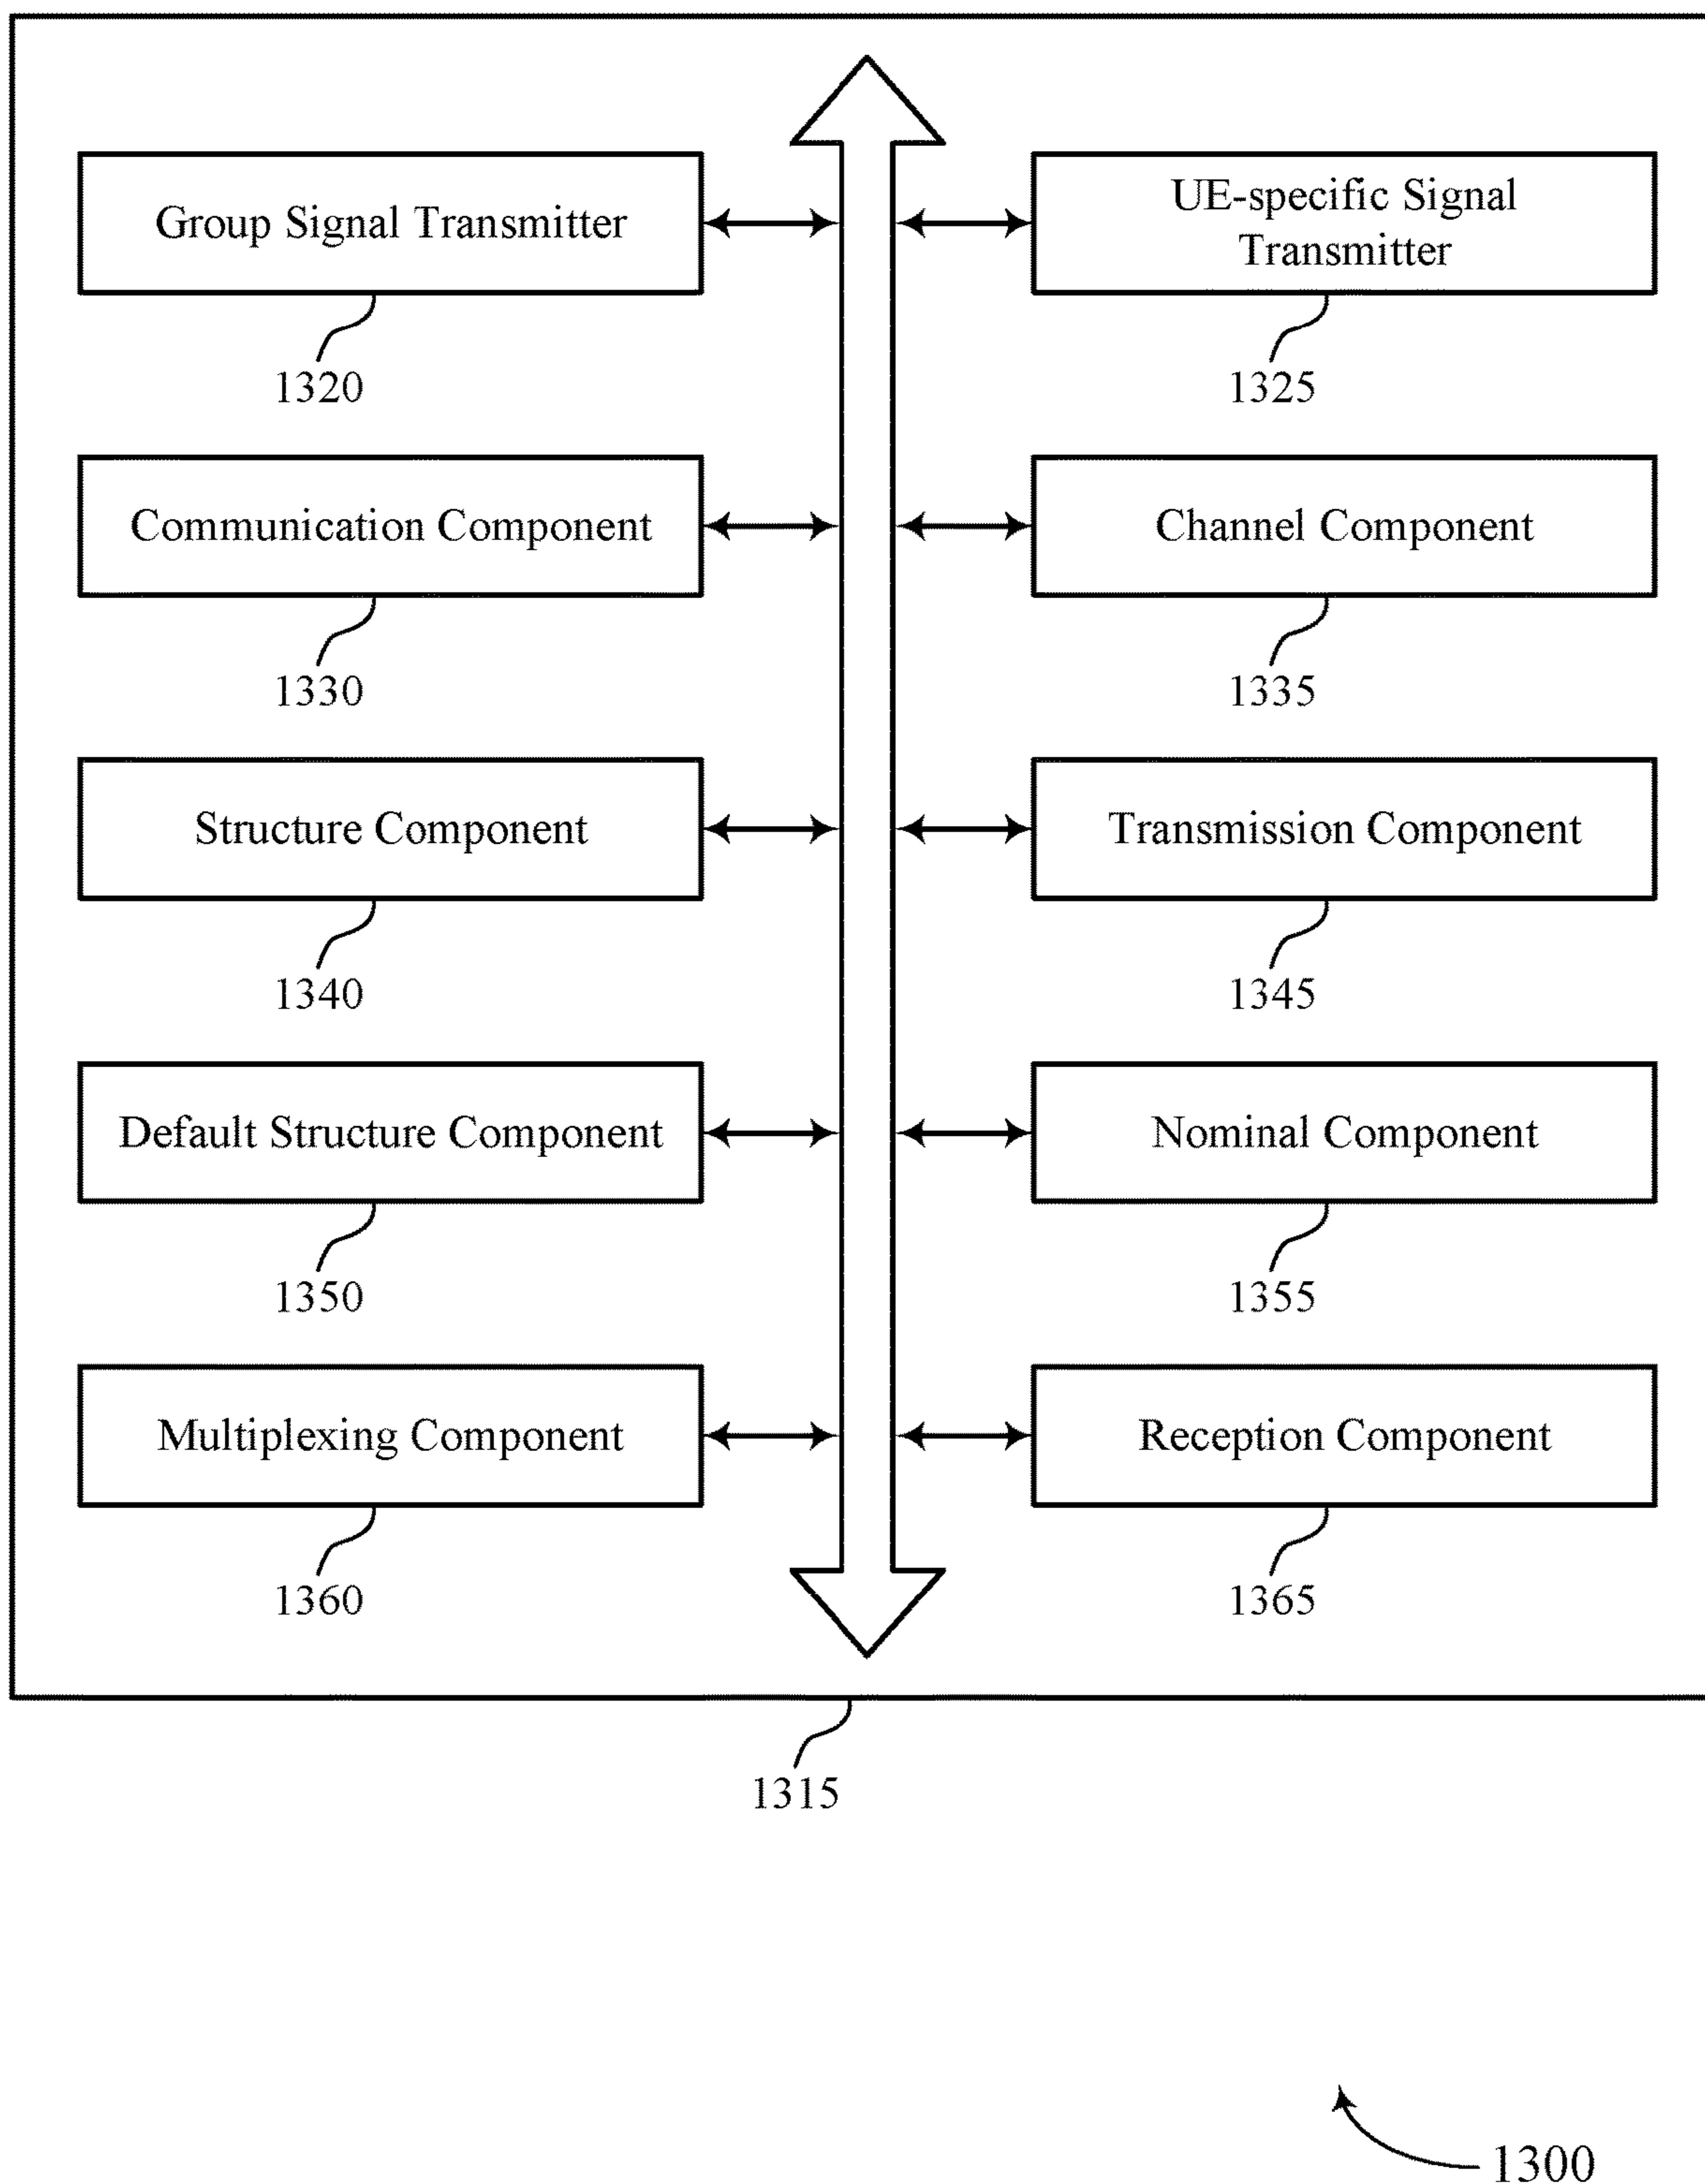 Group Signal Transmitter
1320
UE-specific Signal
Transmitter
1325
Communication Component
1330
Channel Component
1335
Structure Component
1340
Transmission Component
1345
Default Structure Component
1350
Nominal Component
1355
Multiplexing Component
1360
Reception Component
1365
1315
1300